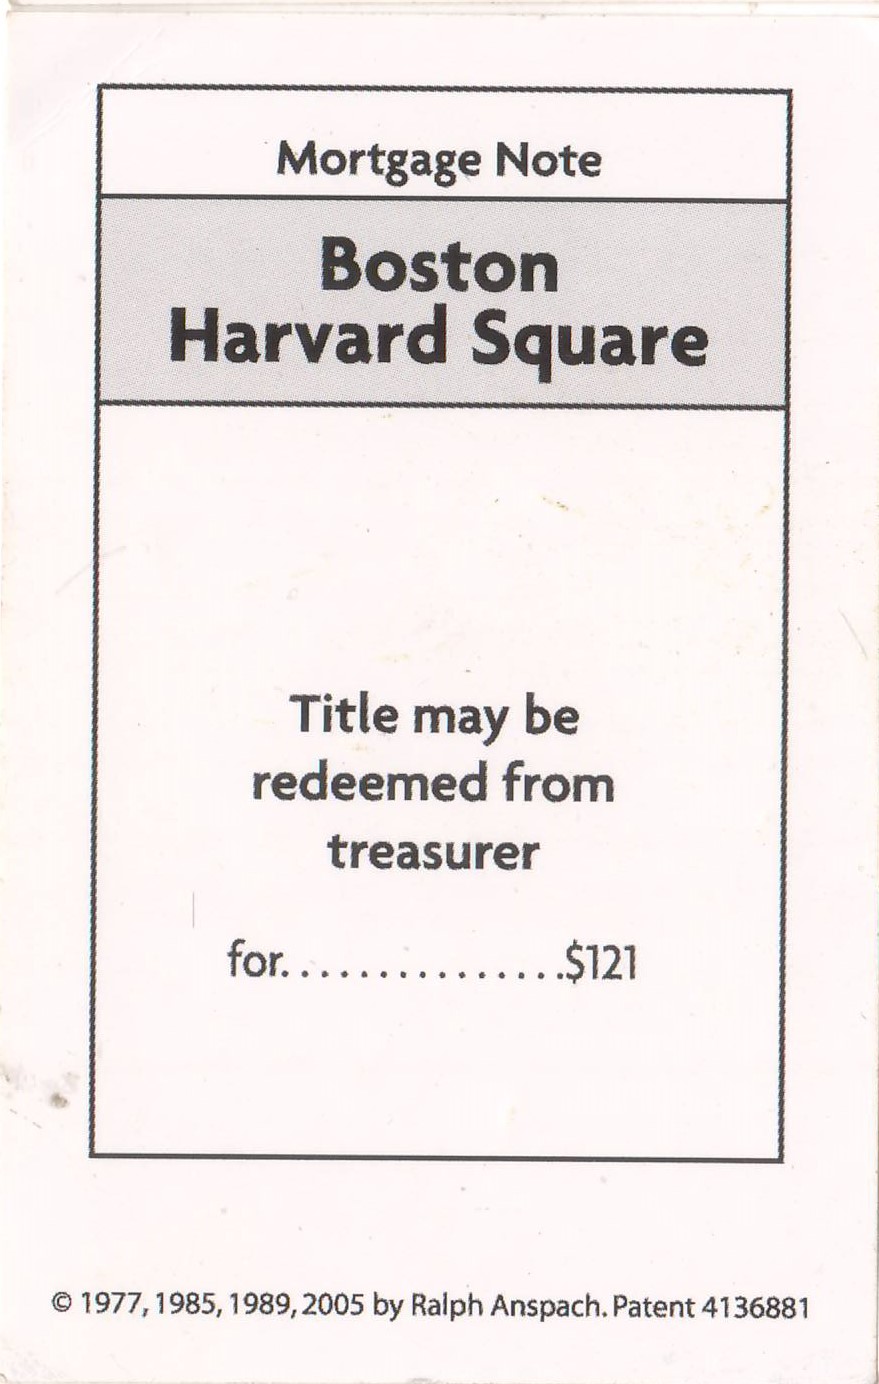 Mortgage Note
Boston
Harvard Square
Title may be
redeemed from
treasurer
for. . . . . . . . . . . . . . . .$121
© 1977, 1985, 1989, 2005 by Ralph Anspach. Patent 4136881